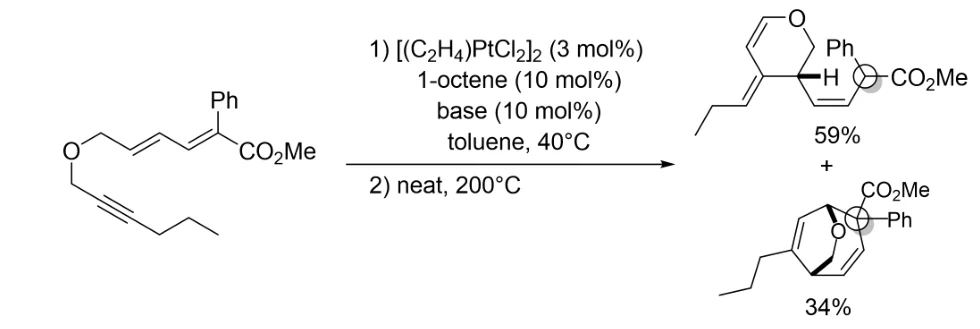 1) [(C2H4)PtCl2]2 (3 mol%)
1-octene (10 mol%)
base (10 mol%)
toluene, 40°C
2) neat, 200°C
O
Ph
CO2Me
O
Ph
H
CO2Me
59%
+
CO2Me
O
Ph
34%